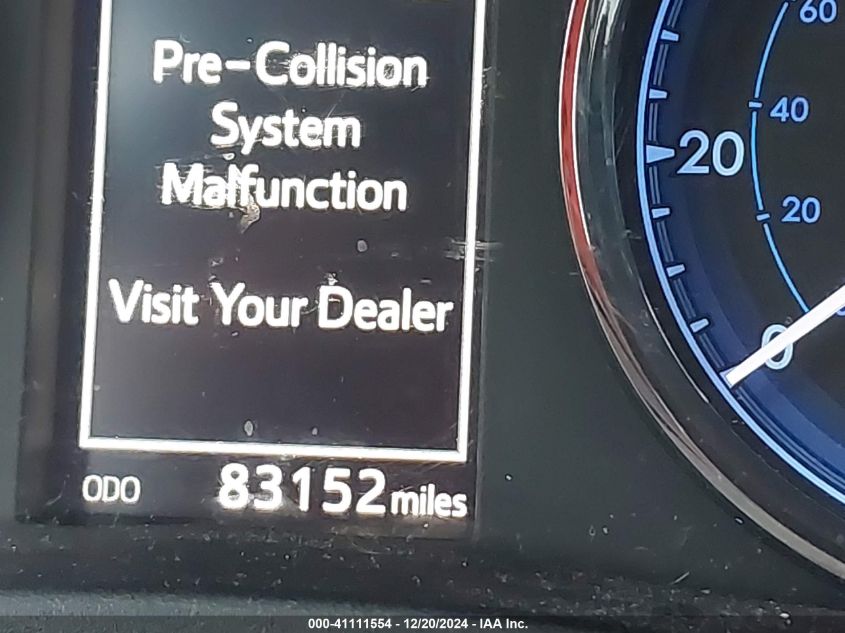 Pre-Collision
System
Malfunction
Visit Your Dealer
ODO 83152 miles
60
40
20
20
0
000-41111554 - 12/20/2024 - IAA Inc.